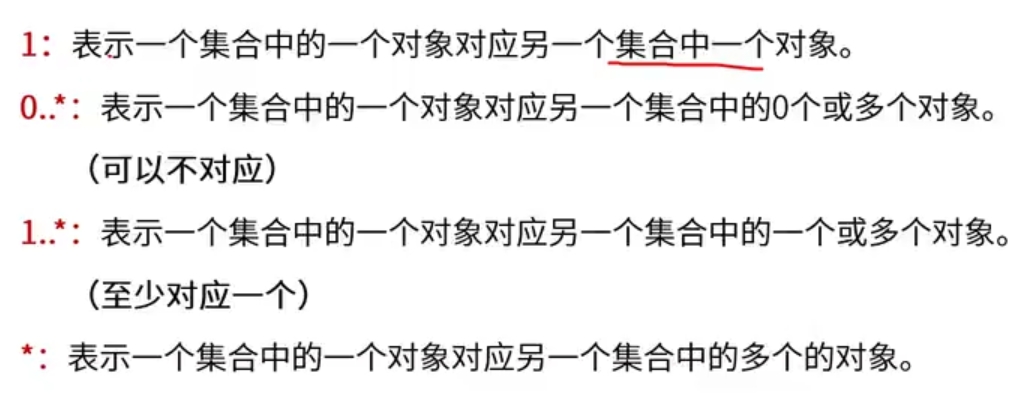 1：表示一个集合中的一个对象对应另一个集合中一个对象。
0..*：表示一个集合中的一个对象对应另一个集合中的0个或多个对象。
（可以不对应）
1..*：表示一个集合中的一个对象对应另一个集合中的一个或多个对象。
（至少对应一个）
*：表示一个集合中的一个对象对应另一个集合中的多个的对象。